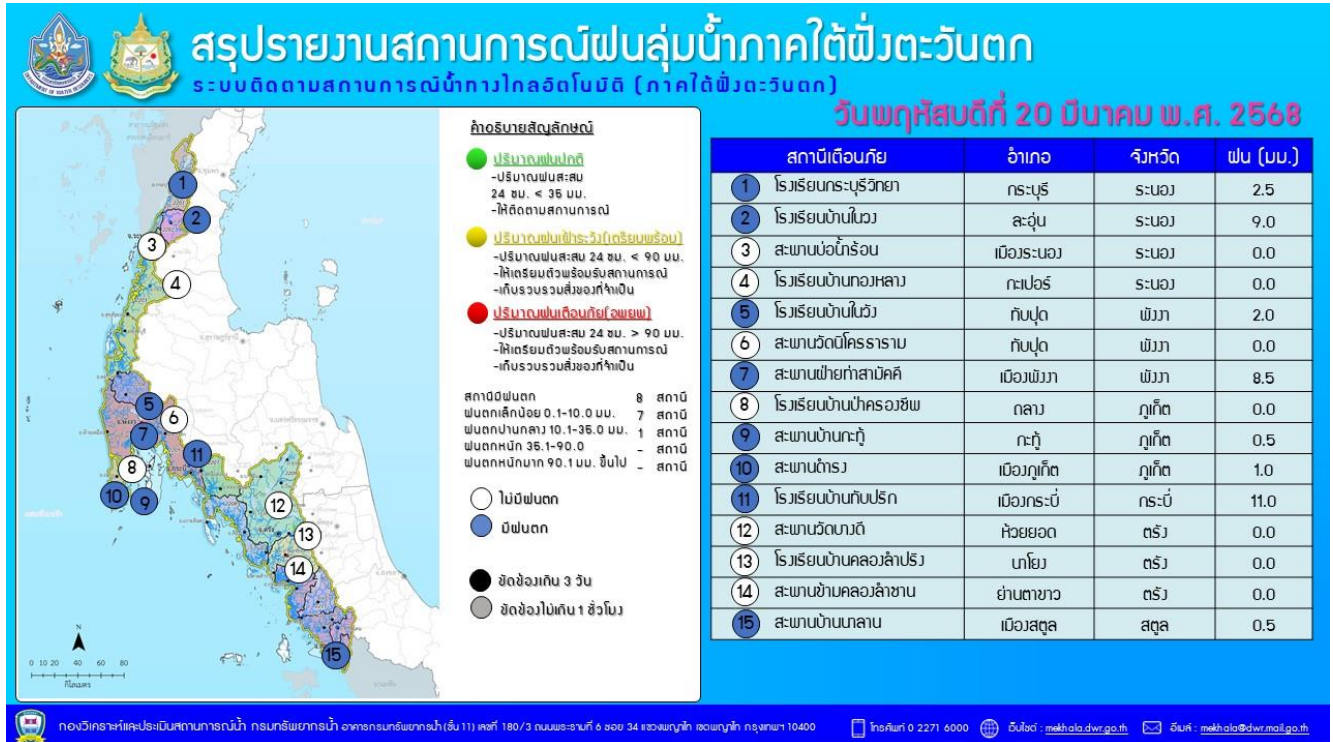 สรุปรายงานสถานการณ์ฝนลุ่มน้ำภาคใต้ฝั่งตะวันตก
ระบบติดตามสถานการณ์น้ำทางไกลอัตโนมัติ (ภาคใต้ฝั่งตะวันตก)
วันพฤหัสบดีที่ 20 มีนาคม พ.ศ. 2568
คำอธิบายสัญลักษณ์
ปริมาณฝนปกติ
-ปริมาณฝนสะสม
24 ชม. < 35 มม.
-ให้ติดตามสถานการณ์
ปริมาณฝนเฝ้าระวัง(เตรียมพร้อม)
-ปริมาณฝนสะสม 24 ชม. < 90 มม.
-ให้เตรียมตัวพร้อมรับสถานการณ์
-เก็บรวบรวมสิ่งของที่จำเป็น
ปริมาณฝนเตือนภัย(อพยพ)
-ปริมาณฝนสะสม 24 ชม. > 90 มม.
-ให้เตรียมตัวพร้อมรับสถานการณ์
-เก็บรวบรวมสิ่งของที่จำเป็น
สถานีมีฝนตก 8 สถานี
ฝนตกเล็กน้อย 0.1-10.0 มม. 7 สถานี
ฝนตกปานกลาง 10.1-35.0 มม. 1 สถานี
ฝนตกหนัก 35.1-90.0 - สถานี
ฝนตกหนักมาก 90.1 มม. ขึ้นไป - สถานี
ไม่มีฝนตก
มีฝนตก
ขัดข้องเกิน 3 วัน
ขัดข้องไม่เกิน 1 ชั่วโมง
1
2
3
4
5
6
7
8
9
10
11
12
13
14
15
N
0 10 20 40 60 80
กิโลเมตร
สถานีเตือนภัย อำเภอ จังหวัด ฝน (มม.)
1 โรงเรียนกระบุรีวิทยา กระบุรี ระนอง 2.5
2 โรงเรียนบ้านในวง ละอุ่น ระนอง 9.0
3 สะพานบ่อน้ำร้อน เมืองระนอง ระนอง 0.0
4 โรงเรียนบ้านทองหลาง กะเปอร์ ระนอง 0.0
5 โรงเรียนบ้านในวัง ทับปุด พังงา 2.0
6 สะพานวัดนิโครธาราม ทับปุด พังงา 0.0
7 สะพานฝ่ายท่าสามัคคี เมืองพังงา พังงา 8.5
8 โรงเรียนบ้านป่าครองชีพ ถลาง ภูเก็ต 0.0
9 สะพานบ้านกะทู้ กะทู้ ภูเก็ต 0.5
10 สะพานดำรง เมืองภูเก็ต ภูเก็ต 1.0
11 โรงเรียนบ้านทับปริก เมืองกระบี่ กระบี่ 11.0
12 สะพานวัดบางดี ห้วยยอด ตรัง 0.0
13 โรงเรียนบ้านคลองลำปริง นาโยง ตรัง 0.0
14 สะพานข้ามคลองลำชาน ย่านตาขาว ตรัง 0.0
15 สะพานบ้านนาลาน เมืองสตูล สตูล 0.5
กองวิเคราะห์และประเมินสถานการณ์น้ำ กรมทรัพยากรน้ำ อาคารกรมทรัพยากรน้ำ (ชั้น 11) เลขที่ 180/3 ถนนพระรามที่ 6 ซอย 34 แขวงพญาไท เขตพญาไท กรุงเทพฯ 10400 โทรศัพท์ 0 2271 6000 เว็บไซต์ : mekhala.dwr.go.th อีเมล์ : mekhala@dwr.mail.go.th